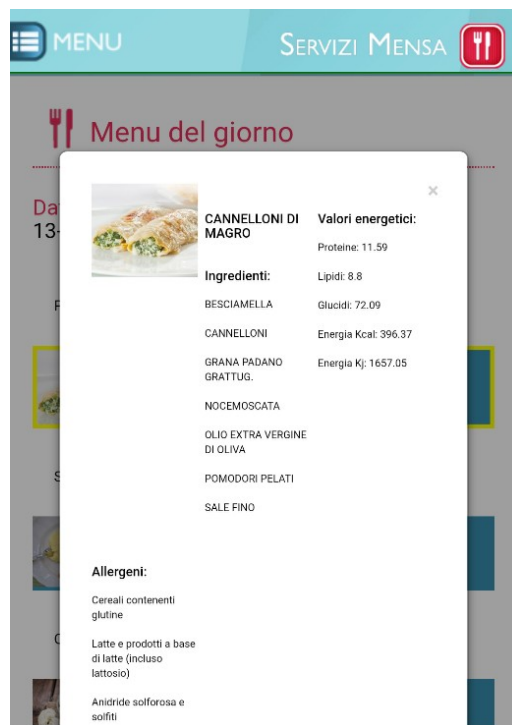 MENU
SERVIZI MENSA
Menu del giorno
Da
13-
×
CANNELLONI DI
MAGRO
Ingredienti:
BESCIAMELLA
CANNELLONI
GRANA PADANO
GRATTUG.
NOCEMOSCATA
OLIO EXTRA VERGINE
DI OLIVA
POMODORI PELATI
SALE FINO
Valori energetici:
Proteine: 11.59
Lipidi: 8.8
Glucidi: 72.09
Energia Kcal: 396.37
Energia Kj: 1657.05
Allergeni:
Cereali contenenti
glutine
Latte e prodotti a base
di latte (incluso
lattosio)
Anidride solforosa e
solfiti